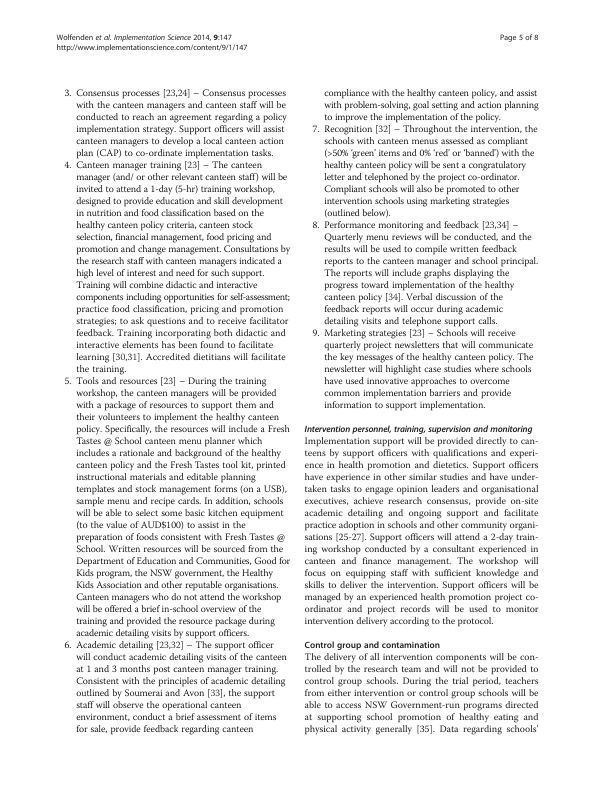 Wolfenden et al. Implementation Science 2014, 9:147
http://www.implementationscience.com/content/9/1/147
Page 5 of 8
3. Consensus processes [23,24] – Consensus processes
with the canteen managers and canteen staff will be
conducted to reach an agreement regarding a policy
implementation strategy. Support officers will assist
canteen managers to develop a local canteen action
plan (CAP) to co-ordinate implementation tasks.
4. Canteen manager training [23] – The canteen
manager (and/ or other relevant canteen staff) will be
invited to attend a 1-day (5-hr) training workshop,
designed to provide education and skill development
in nutrition and food classification based on the
healthy canteen policy criteria, canteen stock
selection, financial management, food pricing and
promotion and change management. Consultations by
the research staff with canteen managers indicated a
high level of interest and need for such support.
Training will combine didactic and interactive
components including opportunities for self-assessment;
practice food classification, pricing and promotion
strategies; to ask questions and to receive facilitator
feedback. Training incorporating both didactic and
interactive elements has been found to facilitate
learning [30,31]. Accredited dietitians will facilitate
the training.
5. Tools and resources [23] – During the training
workshop, the canteen managers will be provided
with a package of resources to support them and
their volunteers to implement the healthy canteen
policy. Specifically, the resources will include a Fresh
Tastes @ School canteen menu planner which
includes a rationale and background of the healthy
canteen policy and the Fresh Tastes tool kit, printed
instructional materials and editable planning
templates and stock management forms (on a USB),
sample menu and recipe cards. In addition, schools
will be able to select some basic kitchen equipment
(to the value of AUD$100) to assist in the
preparation of foods consistent with Fresh Tastes @
School. Written resources will be sourced from the
Department of Education and Communities, Good for
Kids program, the NSW government, the Healthy
Kids Association and other reputable organisations.
Canteen managers who do not attend the workshop
will be offered a brief in-school overview of the
training and provided the resource package during
academic detailing visits by support officers.
6. Academic detailing [23,32] – The support officer
will conduct academic detailing visits of the canteen
at 1 and 3 months post canteen manager training.
Consistent with the principles of academic detailing
outlined by Soumerai and Avon [33], the support
staff will observe the operational canteen
environment, conduct a brief assessment of items
for sale, provide feedback regarding canteen
compliance with the healthy canteen policy, and assist
with problem-solving, goal setting and action planning
to improve the implementation of the policy.
7. Recognition [32] – Throughout the intervention, the
schools with canteen menus assessed as compliant
(>50% ‘green’ items and 0% ‘red’ or ‘banned’) with the
healthy canteen policy will be sent a congratulatory
letter and telephoned by the project co-ordinator.
Compliant schools will also be promoted to other
intervention schools using marketing strategies
(outlined below).
8. Performance monitoring and feedback [23,34] –
Quarterly menu reviews will be conducted, and the
results will be used to compile written feedback
reports to the canteen manager and school principal.
The reports will include graphs displaying the
progress toward implementation of the healthy
canteen policy [34]. Verbal discussion of the
feedback reports will occur during academic
detailing visits and telephone support calls.
9. Marketing strategies [23] – Schools will receive
quarterly project newsletters that will communicate
the key messages of the healthy canteen policy. The
newsletter will highlight case studies where schools
have used innovative approaches to overcome
common implementation barriers and provide
information to support implementation.
Intervention personnel, training, supervision and monitoring
Implementation support will be provided directly to can-
teens by support officers with qualifications and experi-
ence in health promotion and dietetics. Support officers
have experience in other similar studies and have under-
taken tasks to engage opinion leaders and organisational
executives, achieve research consensus, provide on-site
academic detailing and ongoing support and facilitate
practice adoption in schools and other community organi-
sations [25-27]. Support officers will attend a 2-day train-
ing workshop conducted by a consultant experienced in
canteen and finance management. The workshop will
focus on equipping staff with sufficient knowledge and
skills to deliver the intervention. Support officers will be
managed by an experienced health promotion project co-
ordinator and project records will be used to monitor
intervention delivery according to the protocol.
Control group and contamination
The delivery of all intervention components will be con-
trolled by the research team and will not be provided to
control group schools. During the trial period, teachers
from either intervention or control group schools will be
able to access NSW Government-run programs directed
at supporting school promotion of healthy eating and
physical activity generally [35]. Data regarding schools’